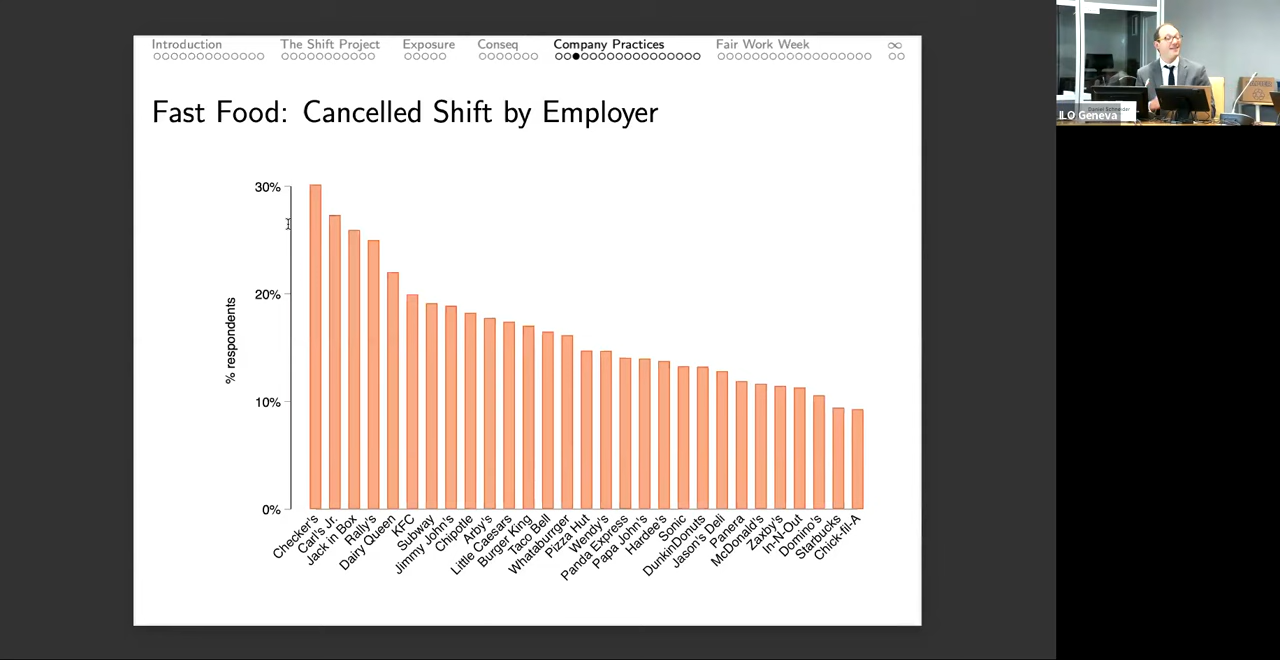 Introduction The Shift Project Exposure Conseq Company Practices Fair Work Week ∞
Fast Food: Cancelled Shift by Employer
30%
20%
10%
0%
% respondents
Checker's
Carl's Jr.
Jack in Box
Rally's
Dairy Queen
KFC
Subway
Jimmy John's
Chipotle
Arby's
Little Caesars
Burger King
Taco Bell
Whataburger
Pizza Hut
Wendy's
Panda Express
Papa John's
Hardee's
Sonic
DunkinDonuts
Jason's Deli
Panera
McDonald's
Zaxby's
In-N-Out
Domino's
Starbucks
Chick-fil-A
Daniel Schneider
ILO Geneva